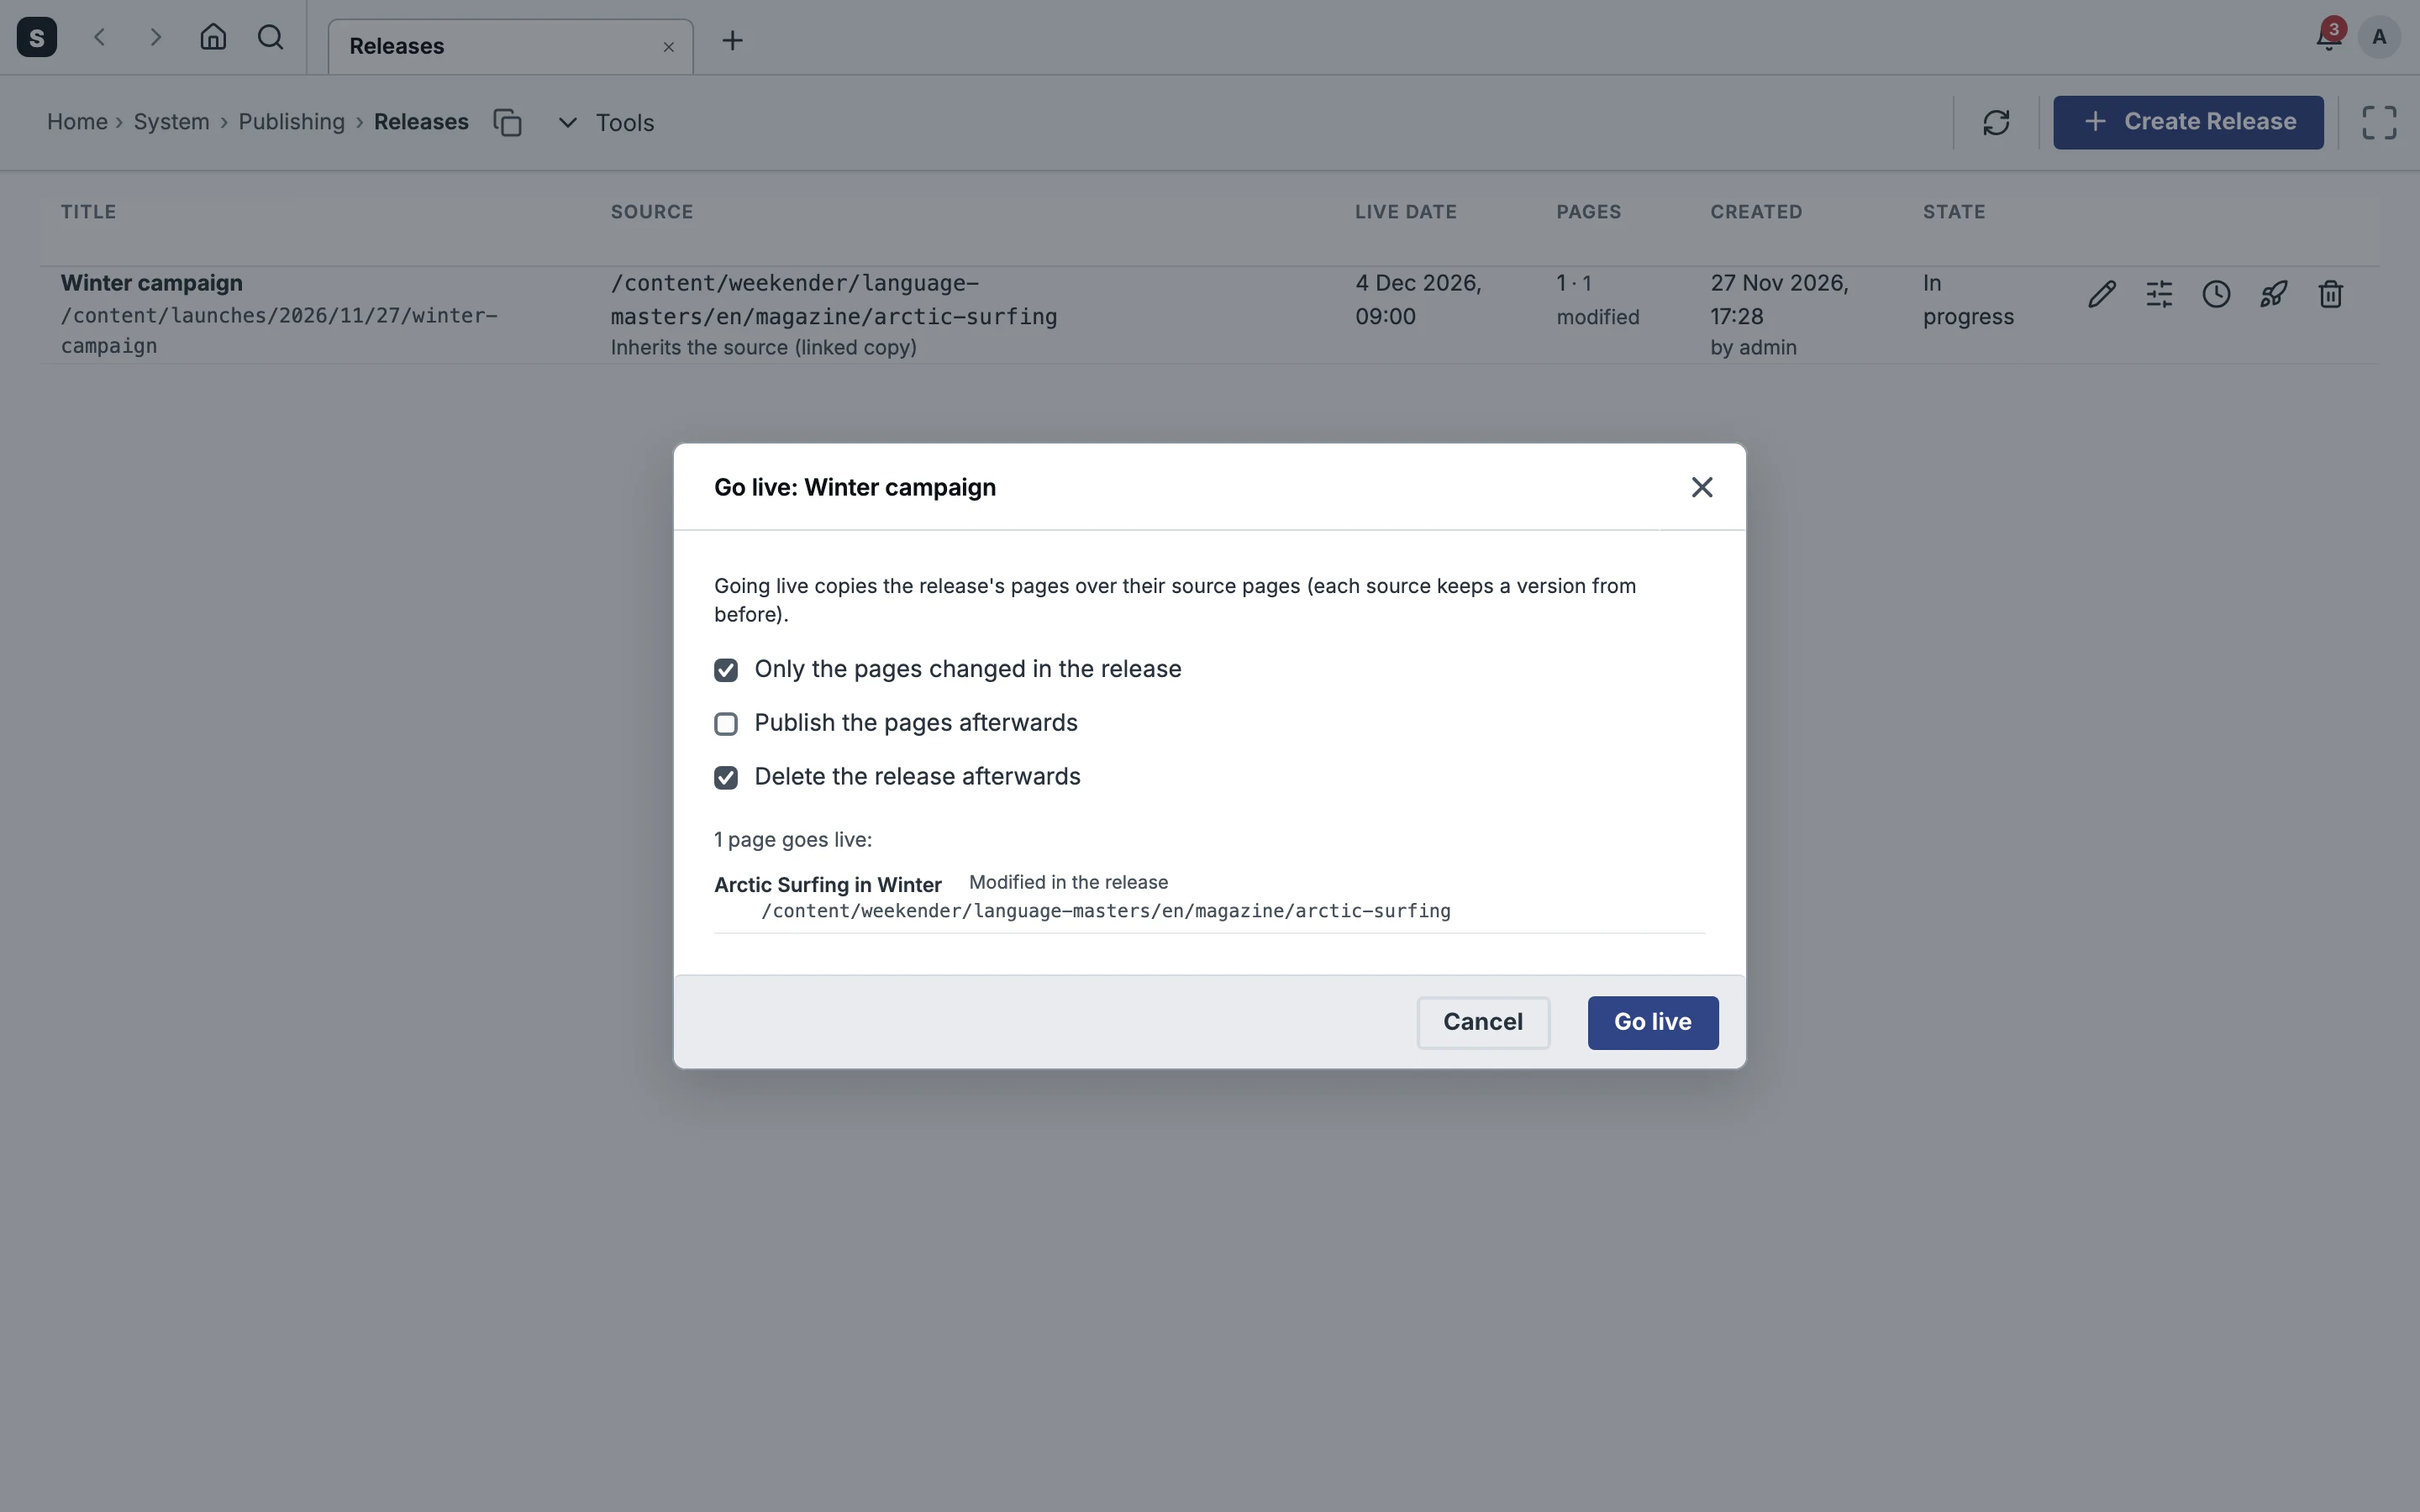 S
Releases
3
A
Home › System › Publishing › Releases
Tools
Create Release
TITLE
SOURCE
LIVE DATE
PAGES
CREATED
STATE
Winter campaign
/content/launches/2026/11/27/winter-
campaign
/content/weekender/language-
masters/en/magazine/arctic-surfing
Inherits the source (linked copy)
4 Dec 2026,
09:00
1 · 1
modified
27 Nov 2026,
17:28
by admin
In
progress
Go live: Winter campaign
Going live copies the release's pages over their source pages (each source keeps a version from
before).
Only the pages changed in the release
Publish the pages afterwards
Delete the release afterwards
1 page goes live:
Arctic Surfing in Winter Modified in the release
/content/weekender/language-masters/en/magazine/arctic-surfing
Cancel
Go live